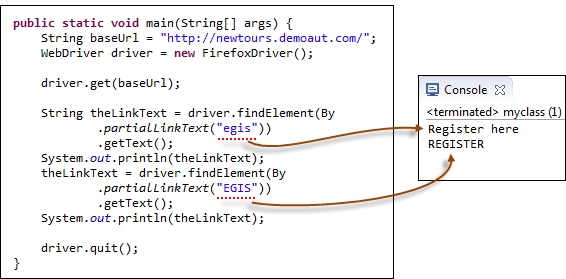 public static void main(String[] args) {
String baseUrl = "http://newtours.demoaut.com/";
WebDriver driver = new FirefoxDriver();
driver.get(baseUrl);
String theLinkText = driver.findElement(By
.partialLinkText("egis"))
.getText();
System.out.println(theLinkText);
theLinkText = driver.findElement(By
.partialLinkText("EGIS"))
.getText();
System.out.println(theLinkText);
driver.quit();
}
Console
<terminated> myclass (1)
Register here
REGISTER